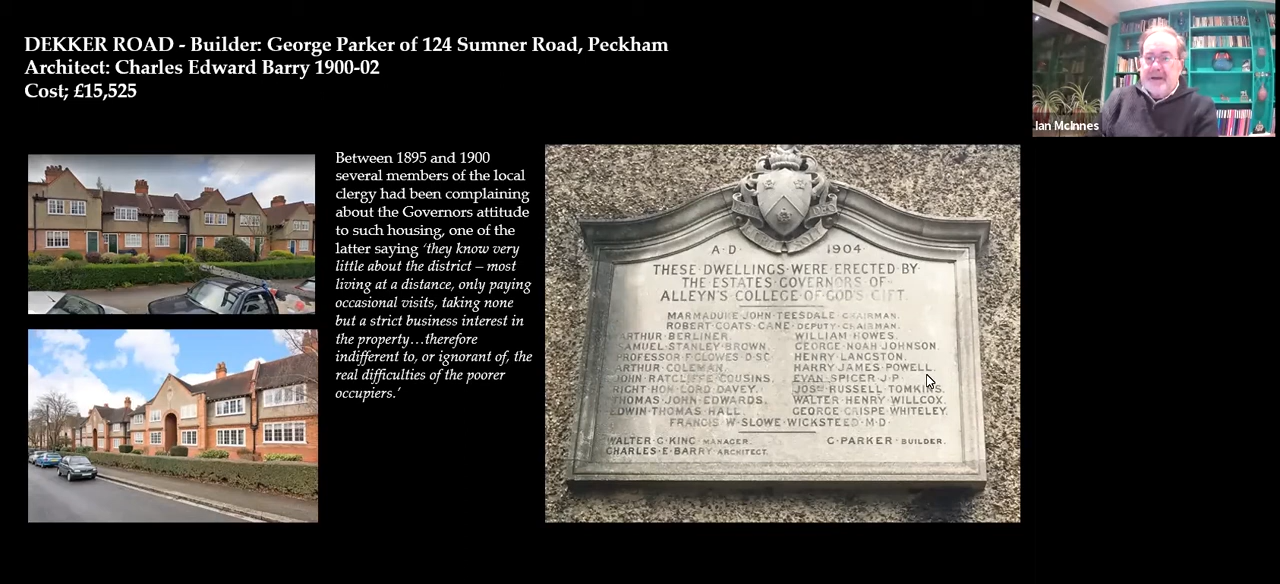 DEKKER ROAD - Builder: George Parker of 124 Sumner Road, Peckham
Architect: Charles Edward Barry 1900-02
Cost; £15,525
Ian McInnes
Between 1895 and 1900
several members of the local
clergy had been complaining
about the Governors attitude
to such housing, one of the
latter saying ‘they know very
little about the district – most
living at a distance, only paying
occasional visits, taking none
but a strict business interest in
the property…therefore
indifferent to, or ignorant of, the
real difficulties of the poorer
occupiers.’
A·D 1904
THESE·DWELLINGS·WERE·ERECTED·BY
THE·ESTATES·GOVERNORS·OF·
ALLEYN'S·COLLEGE·OF·GOD'S·GIFT.
MARMADUKE·JOHN·TEESDALE·CHAIRMAN.
ROBERT·COATS·CANE·DEPUTY·CHAIRMAN.
ARTHUR·BERLINER. WILLIAM·HOWES.
SAMUEL·STANLEY·BROWN. GEORGE·NOAH·JOHNSON.
PROFESSOR·F·CLOWES·D·SC. HENRY·LANGSTON.
ARTHUR·COLEMAN. HARRY·JAMES·POWELL.
JOHN·RATCLIFFE·COUSINS. EVAN·SPICER·J·P·
RIGHT·HON·LORD·DAVEY. JOSH·RUSSELL·TOMKINS.
THOMAS·JOHN·EDWARDS. WALTER·HENRY·WILLCOX.
EDWIN·THOMAS·HALL. GEORGE·CRISPE·WHITELEY.
FRANCIS·W·SLOWE·WICKSTEED·M·D·
WALTER·G·KING·MANAGER. G·PARKER·BUILDER.
CHARLES·E·BARRY·ARCHITECT.